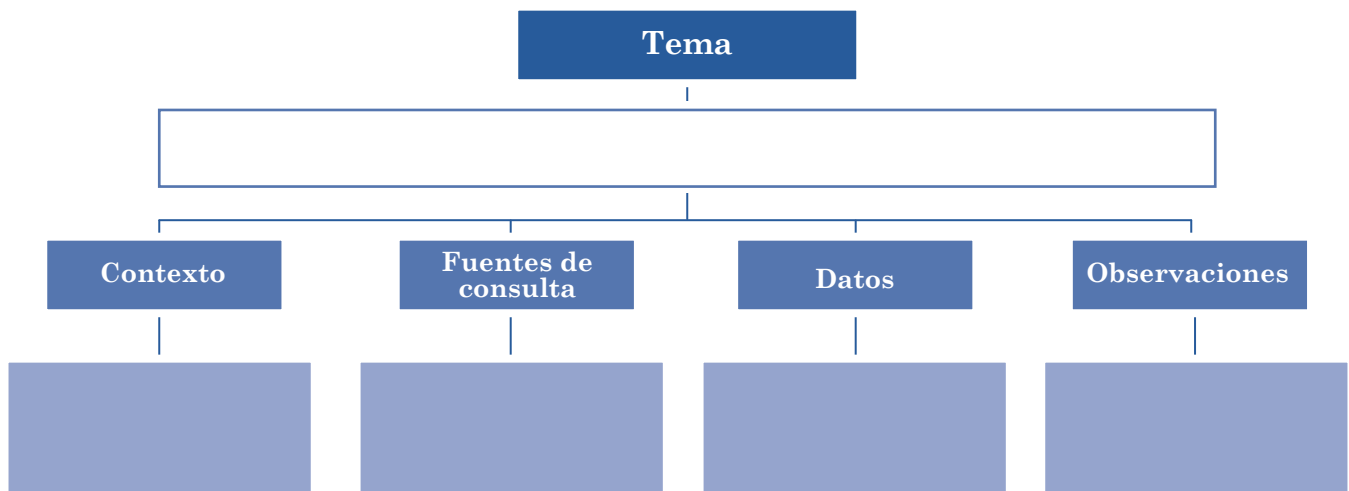 Tema
Contexto
Fuentes de
consulta
Datos
Observaciones